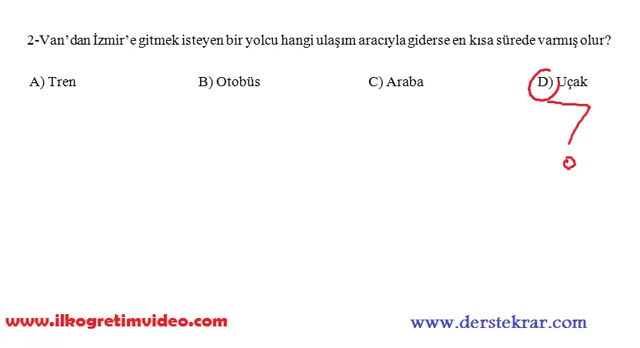 2-Van'dan İzmir'e gitmek isteyen bir yolcu hangi ulaşım aracıyla giderse en kısa sürede varmış olur?
A) Tren B) Otobüs C) Araba D) Uçak
?
www.ilkogretimvideo.com www.derstekrar.com